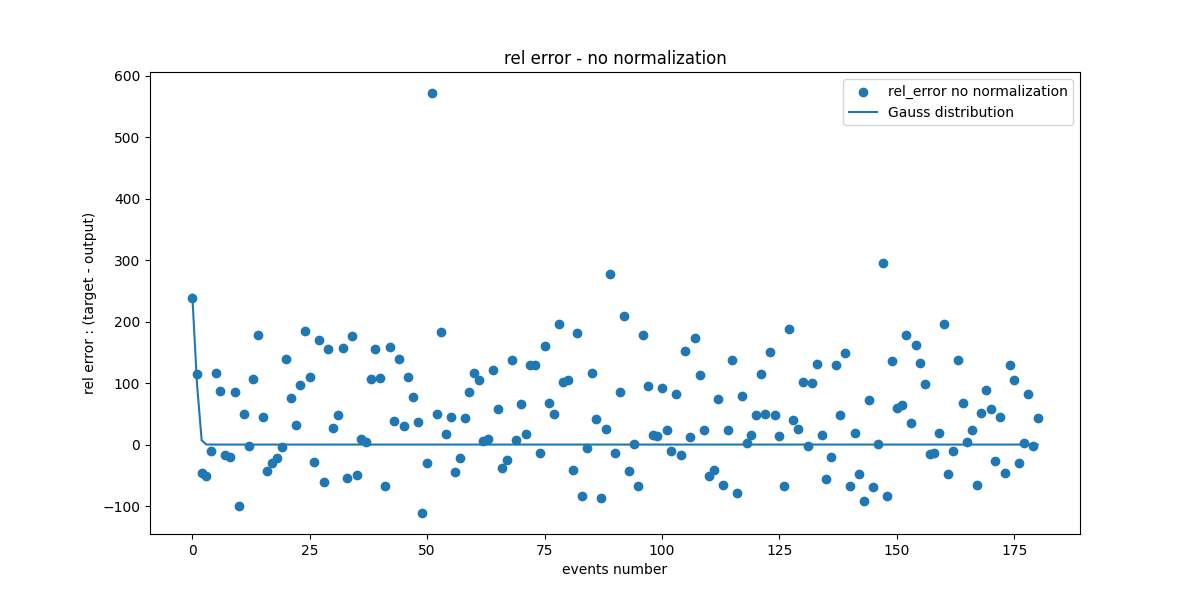 rel error - no normalization
rel error : (target - output)
600
500
400
300
200
100
0
−100
rel_error no normalization
Gauss distribution
0 25 50 75 100 125 150 175
events number